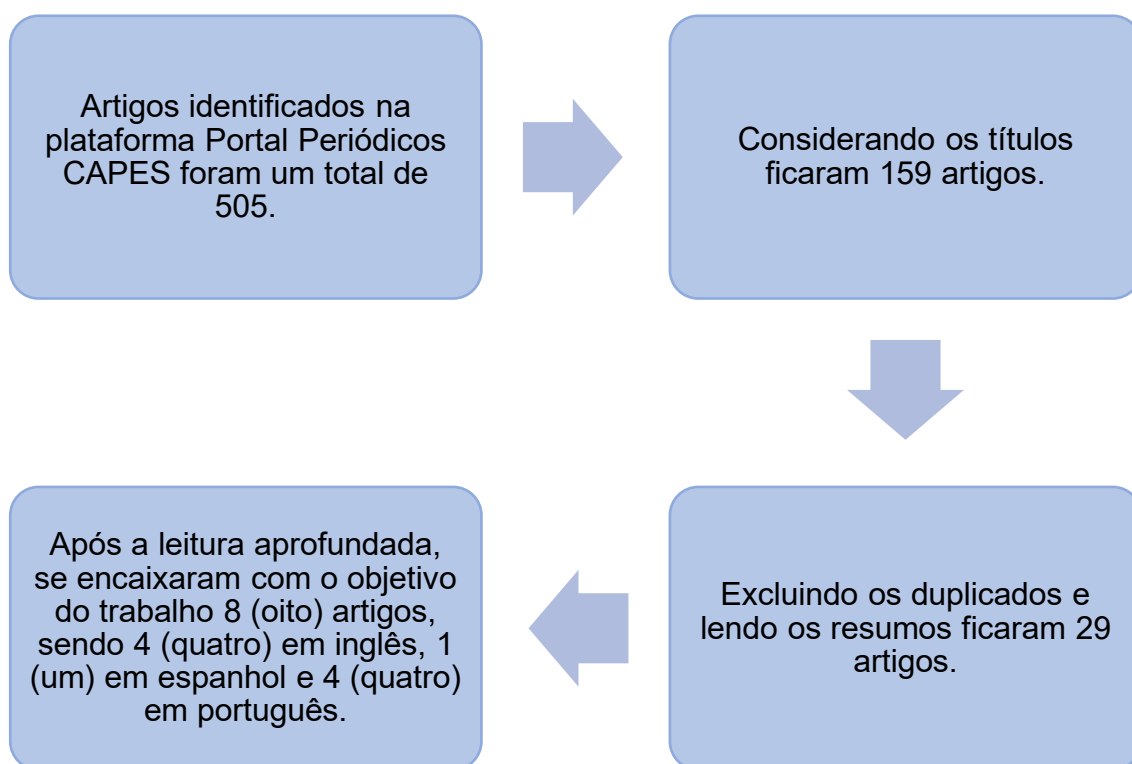 Artigos identificados na
plataforma Portal Periódicos
CAPES foram um total de
505.
Considerando os títulos
ficaram 159 artigos.
Excluindo os duplicados e
lendo os resumos ficaram 29
artigos.
Após a leitura aprofundada,
se encaixaram com o objetivo
do trabalho 8 (oito) artigos,
sendo 4 (quatro) em inglês, 1
(um) em espanhol e 4 (quatro)
em português.